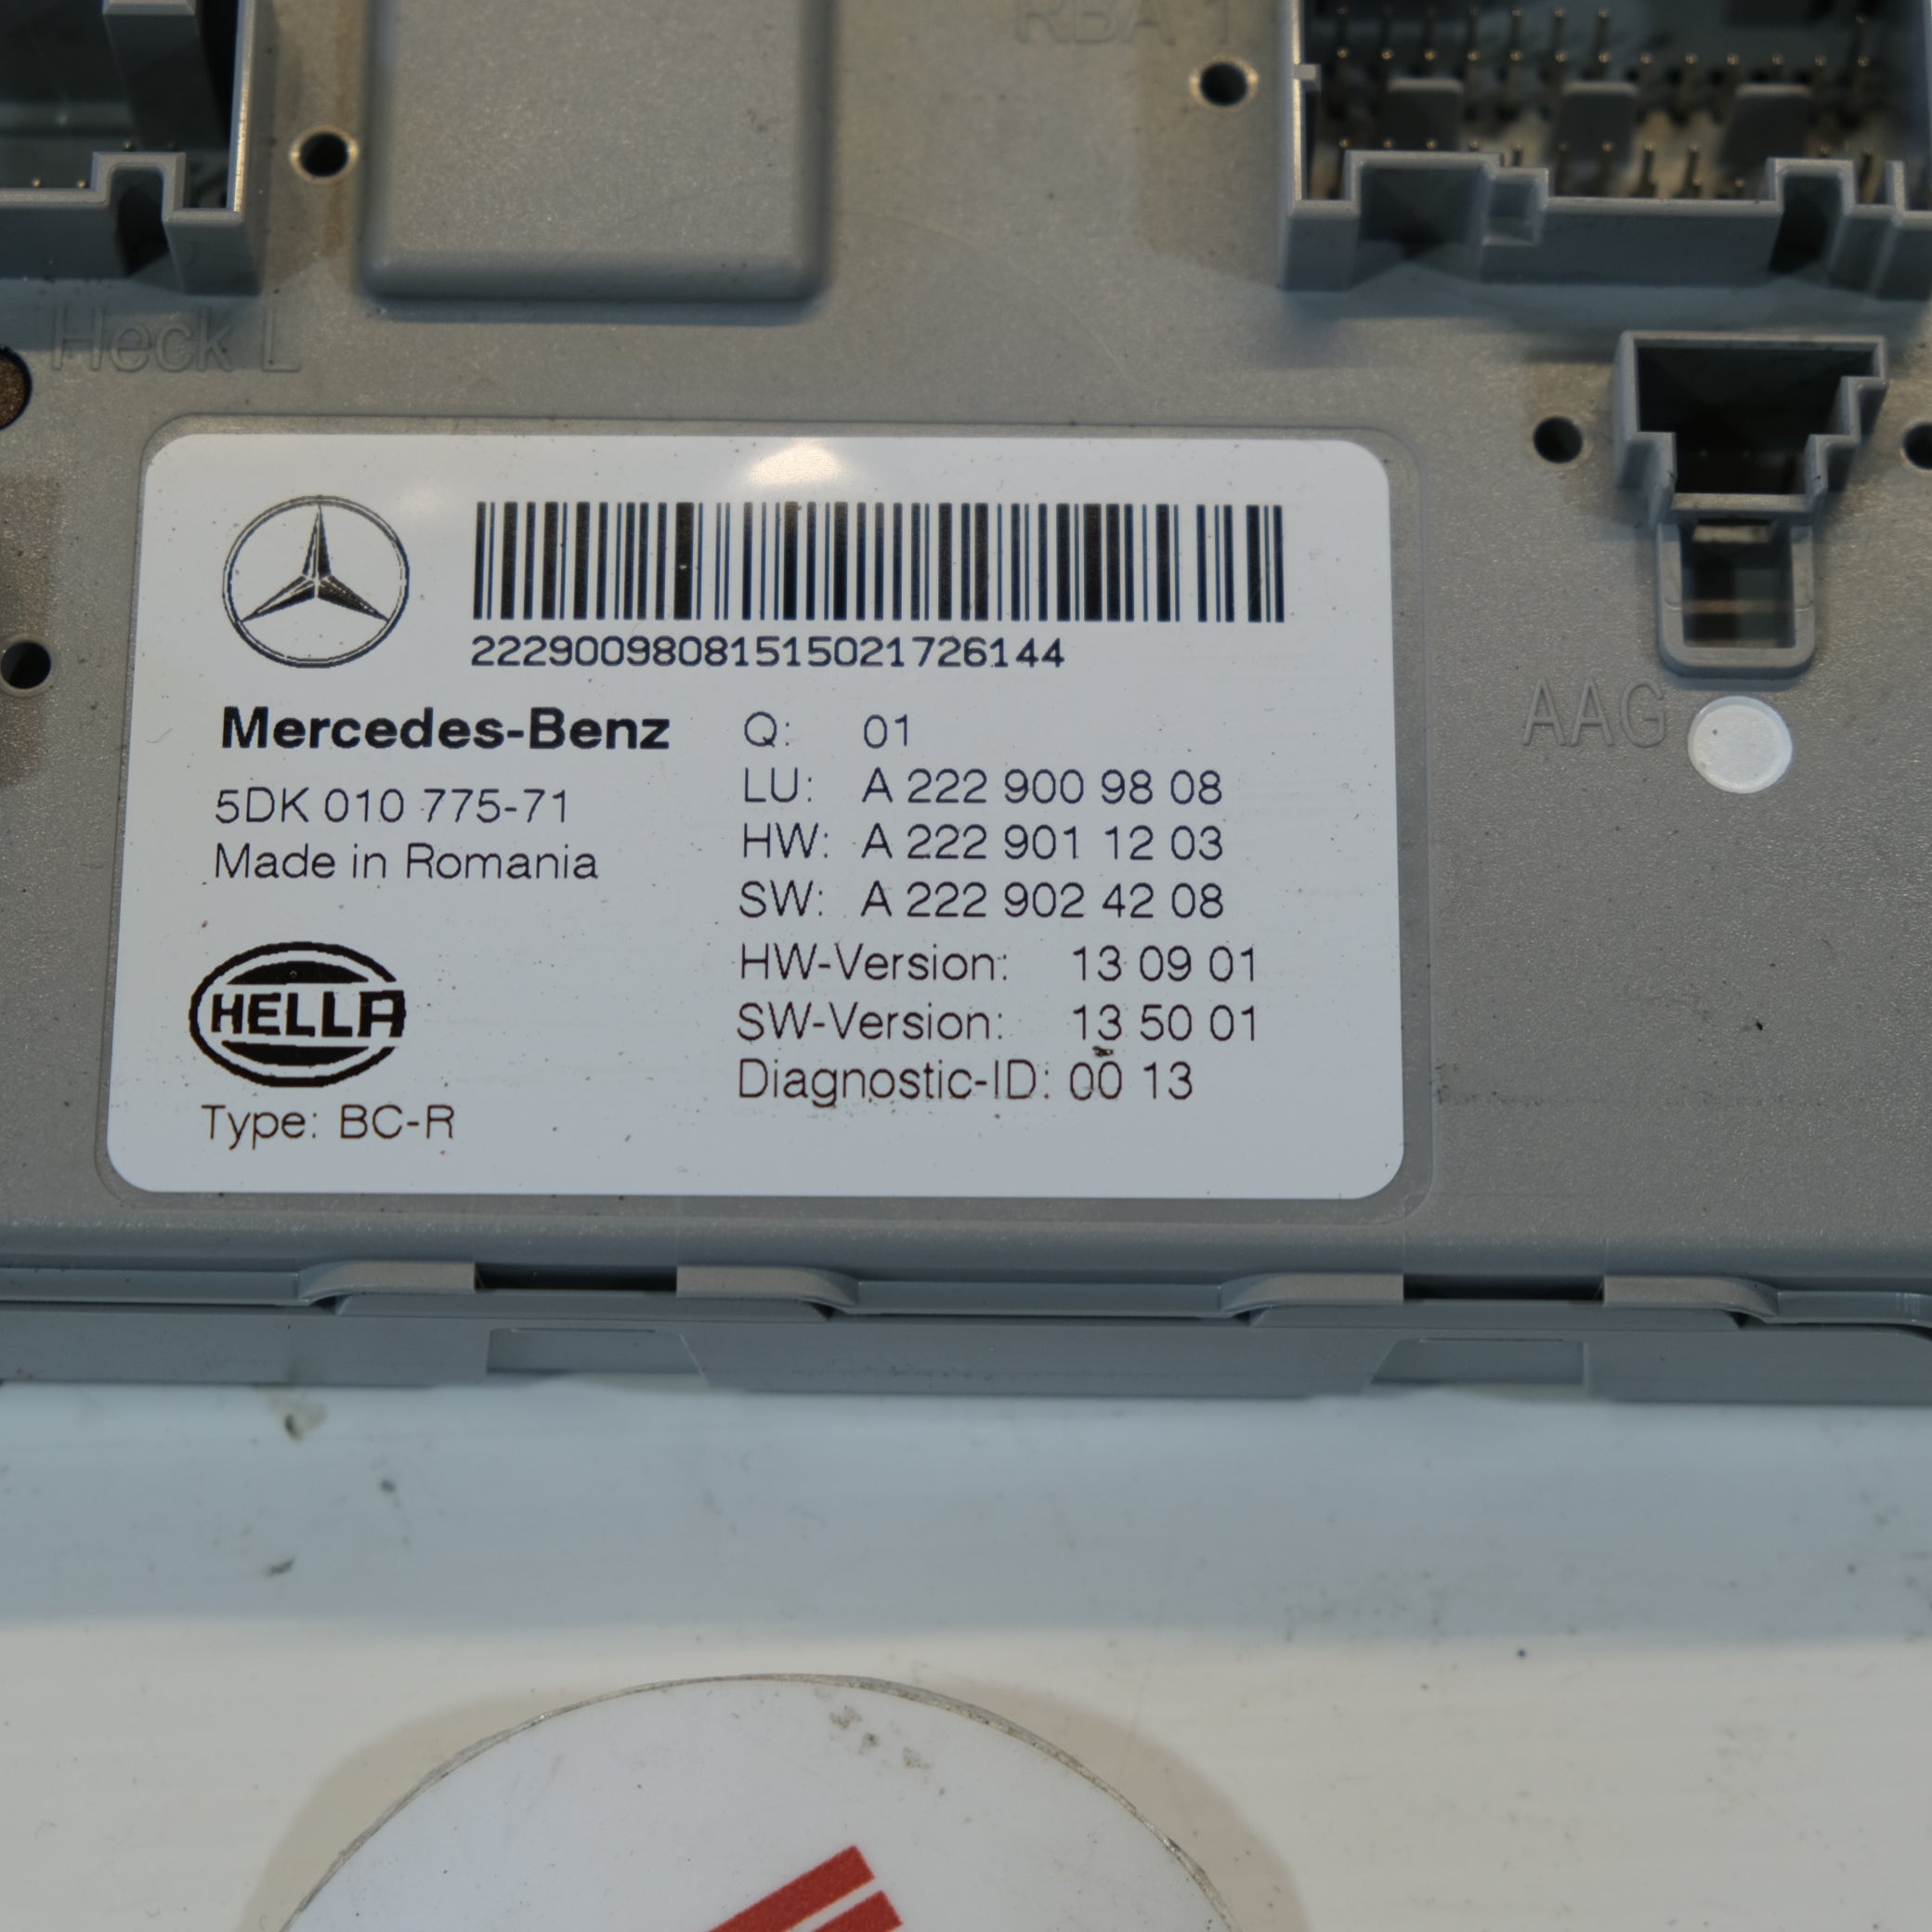 RBA 1
Heck L
2229009808151502​1726144
Mercedes-Benz
5DK 010 775-71
Made in Romania
Q: 01
LU: A 222 900 98 08
HW: A 222 901 12 03
SW: A 222 902 42 08
HW-Version: 13 09 01
SW-Version: 13 50 01
Diagnostic-ID: 00 13
HELLA
Type: BC-R
AAG